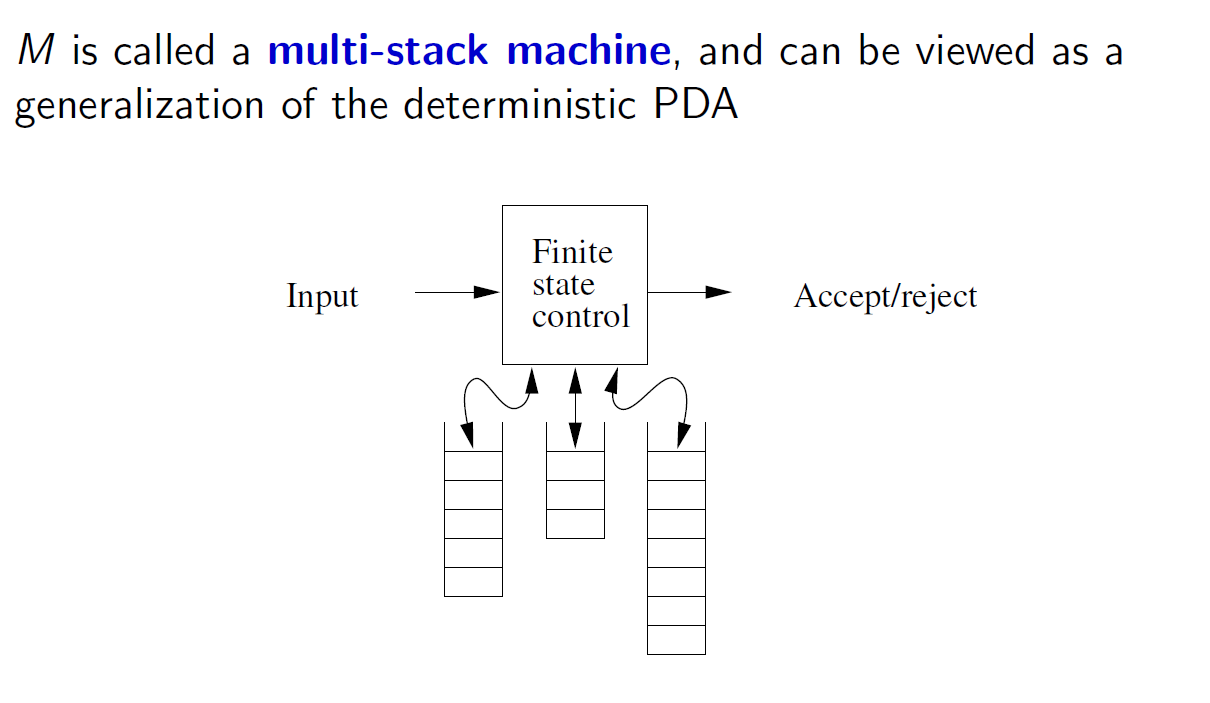 M is called a multi-stack machine, and can be viewed as a
generalization of the deterministic PDA
Finite
state
control
Input
Accept/reject